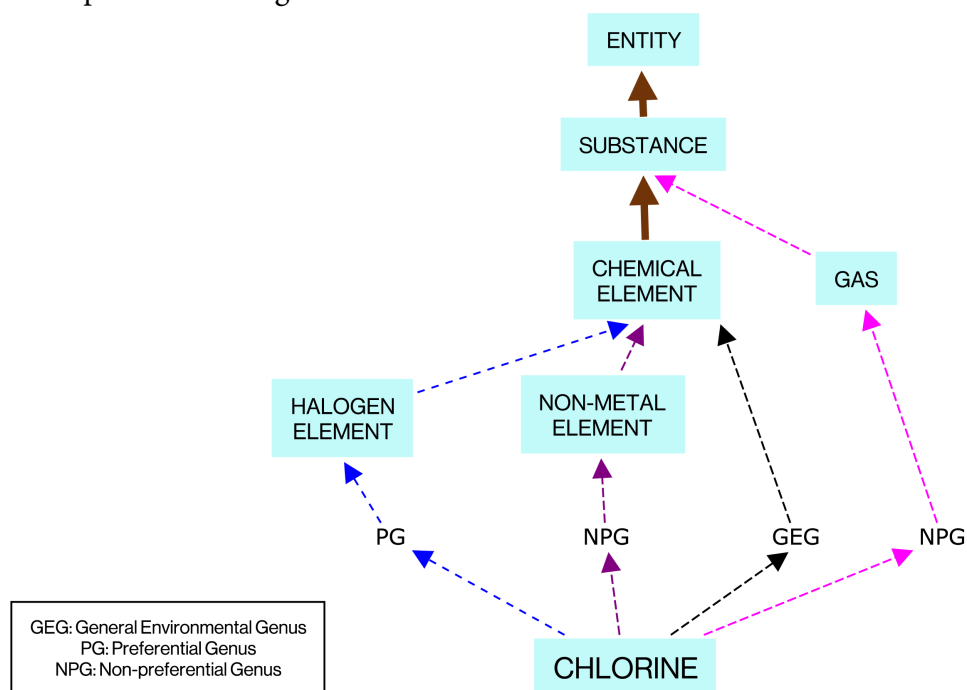 ENTITY
SUBSTANCE
CHEMICAL
ELEMENT
GAS
HALOGEN
ELEMENT
NON-METAL
ELEMENT
PG
NPG
GEG
NPG
GEG: General Environmental Genus
PG: Preferential Genus
NPG: Non-preferential Genus
CHLORINE